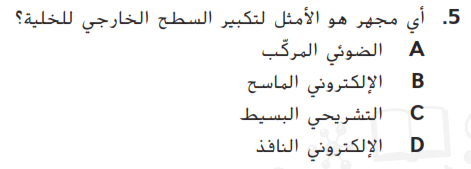 5. أي مجهر هو الأمثل لتكبير السطح الخارجي للخلية؟
A الضوئي المركّب
B الإلكتروني الماسح
C التشريحي البسيط
D الإلكتروني النافذ